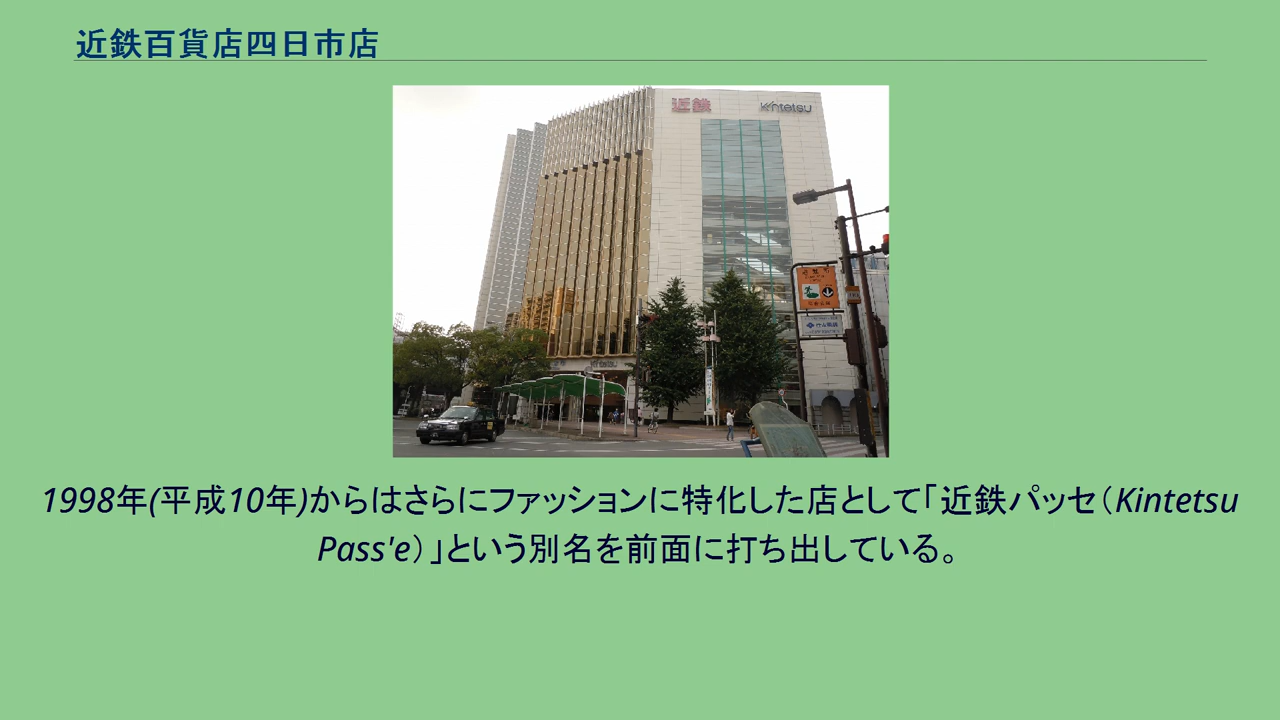 近鉄百貨店四日市店
近鉄
Kintetsu
1998年(平成10年)からはさらにファッションに特化した店として「近鉄パッセ（Kintetsu
Pass'e）」という別名を前面に打ち出している。